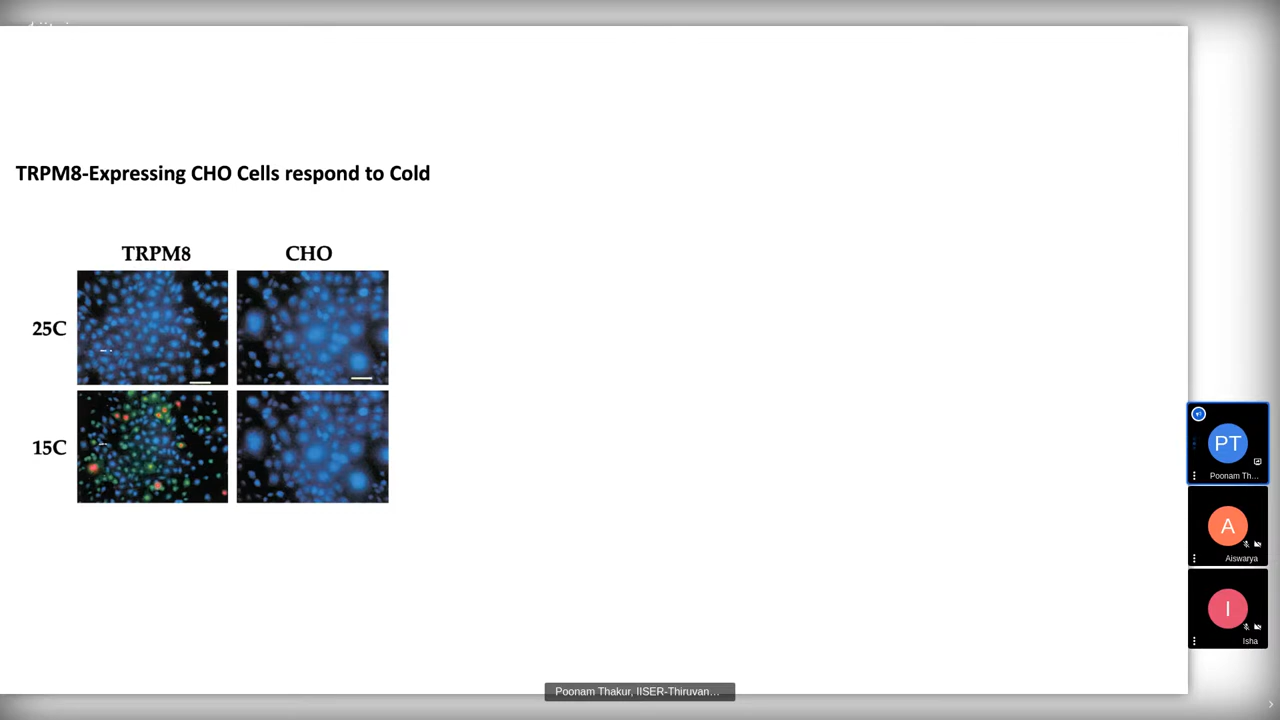 TRPM8-Expressing CHO Cells respond to Cold
TRPM8 CHO
25C
15C
PT
Poonam Th...
A
Aiswarya
I
Isha
Poonam Thakur, IISER-Thiruvan...